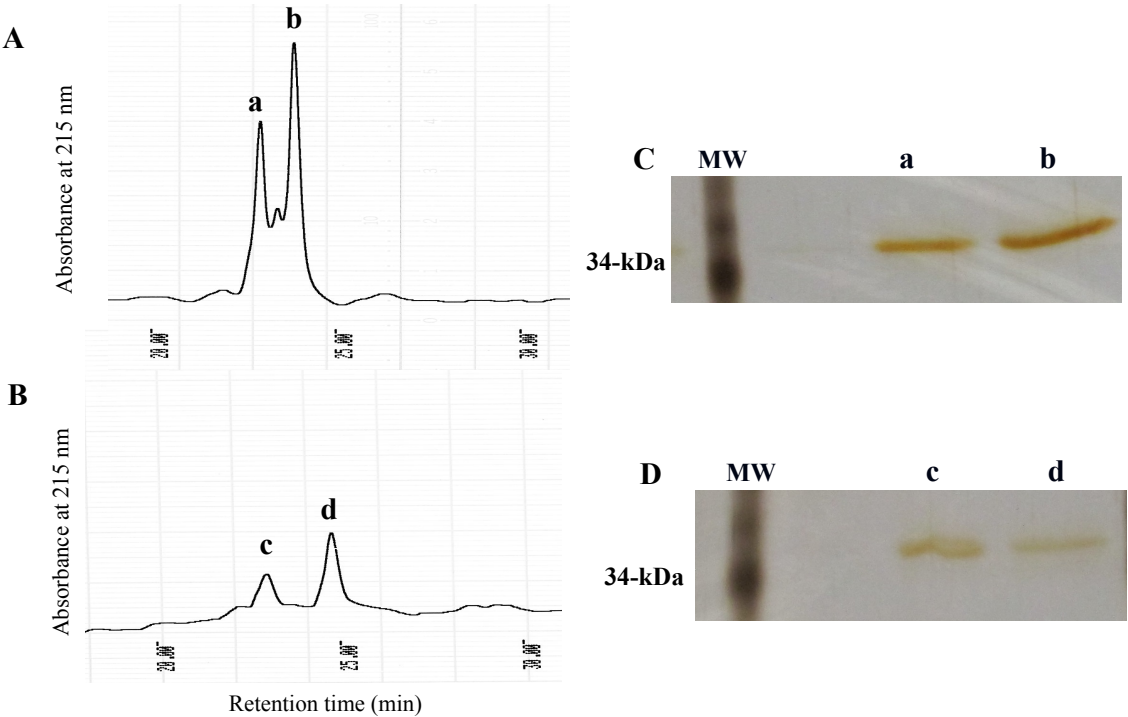 A
a
b
Absorbance at 215 nm
20.00
25.00
30.00
B
c
d
Absorbance at 215 nm
20.00
25.00
30.00
Retention time (min)
C
MW
a
b
34-kDa
D
MW
c
d
34-kDa